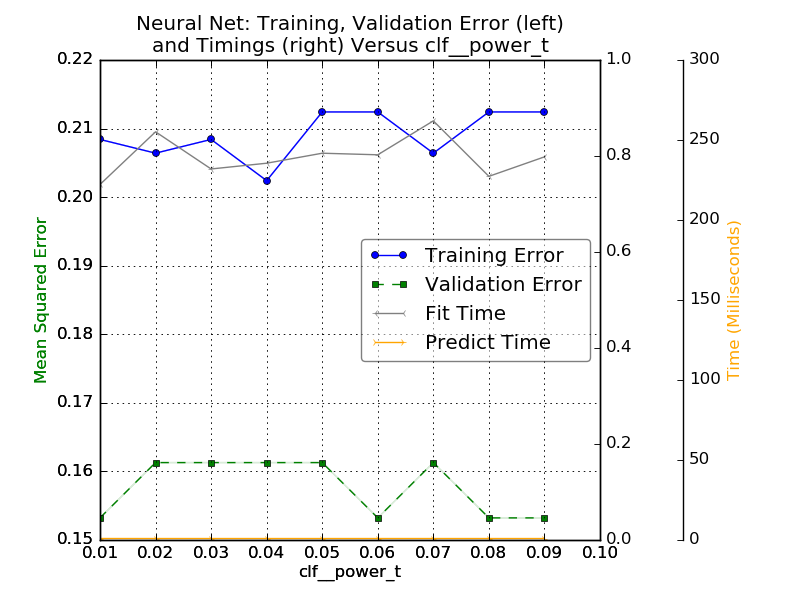 Neural Net: Training, Validation Error (left)
and Timings (right) Versus clf__power_t
0.22
0.21
0.20
0.19
0.18
0.17
0.16
0.15
Mean Squared Error
1.0
0.8
0.6
0.4
0.2
0.0
300
250
200
150
100
50
0
Time (Milliseconds)
Training Error
Validation Error
Fit Time
Predict Time
0.01 0.02 0.03 0.04 0.05 0.06 0.07 0.08 0.09 0.10
clf__power_t